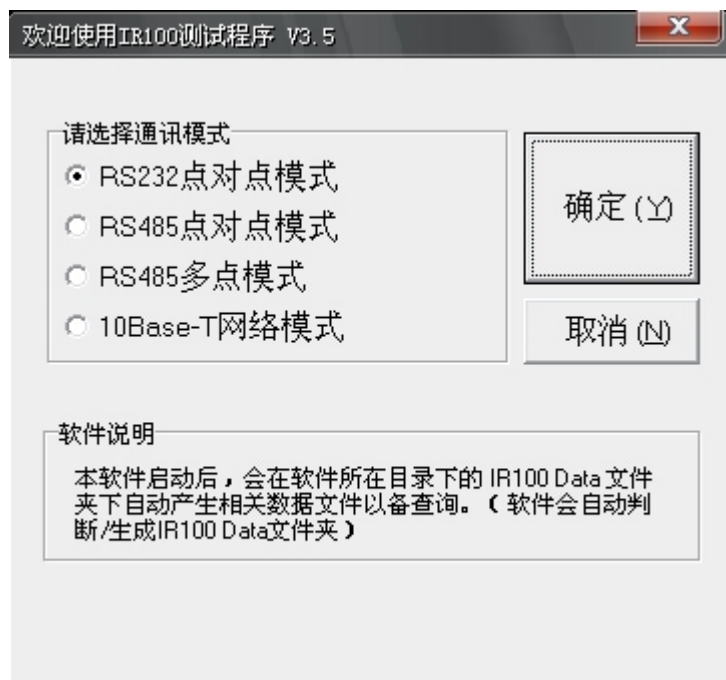 欢迎使用IR100测试程序 V3.5
请选择通讯模式
RS232点对点模式
RS485点对点模式
RS485多点模式
10Base-T网络模式
确定(Y)
取消(N)
软件说明
本软件启动后，会在软件所在目录下的 IR100 Data 文件
夹下自动产生相关数据文件以备查询。（软件会自动判
断/生成IR100 Data文件夹）